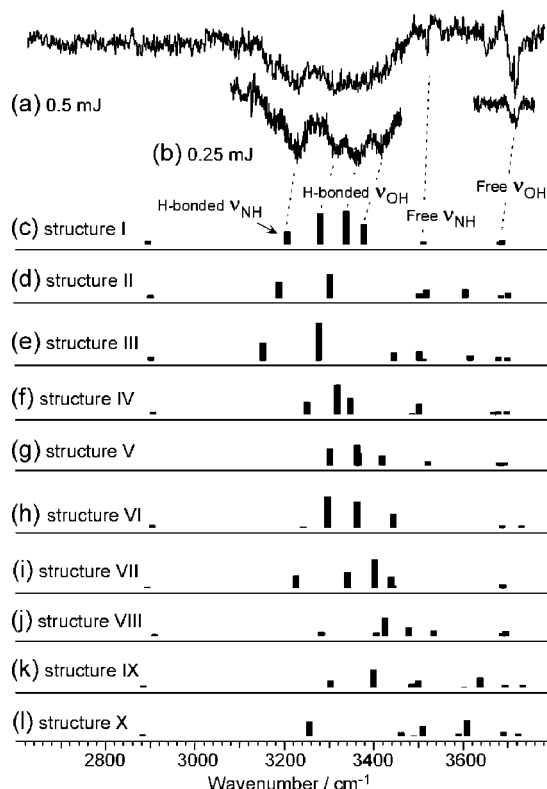 (a) 0.5 mJ
(b) 0.25 mJ
H-bonded νNH
H-bonded νOH
Free νNH
Free νOH
(c) structure I
(d) structure II
(e) structure III
(f) structure IV
(g) structure V
(h) structure VI
(i) structure VII
(j) structure VIII
(k) structure IX
(l) structure X
2800 3000 3200 3400 3600
Wavenumber / cm⁻¹